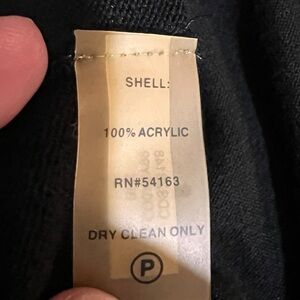 SHELL:
100% ACRYLIC
RN#54163
DRY CLEAN ONLY
P